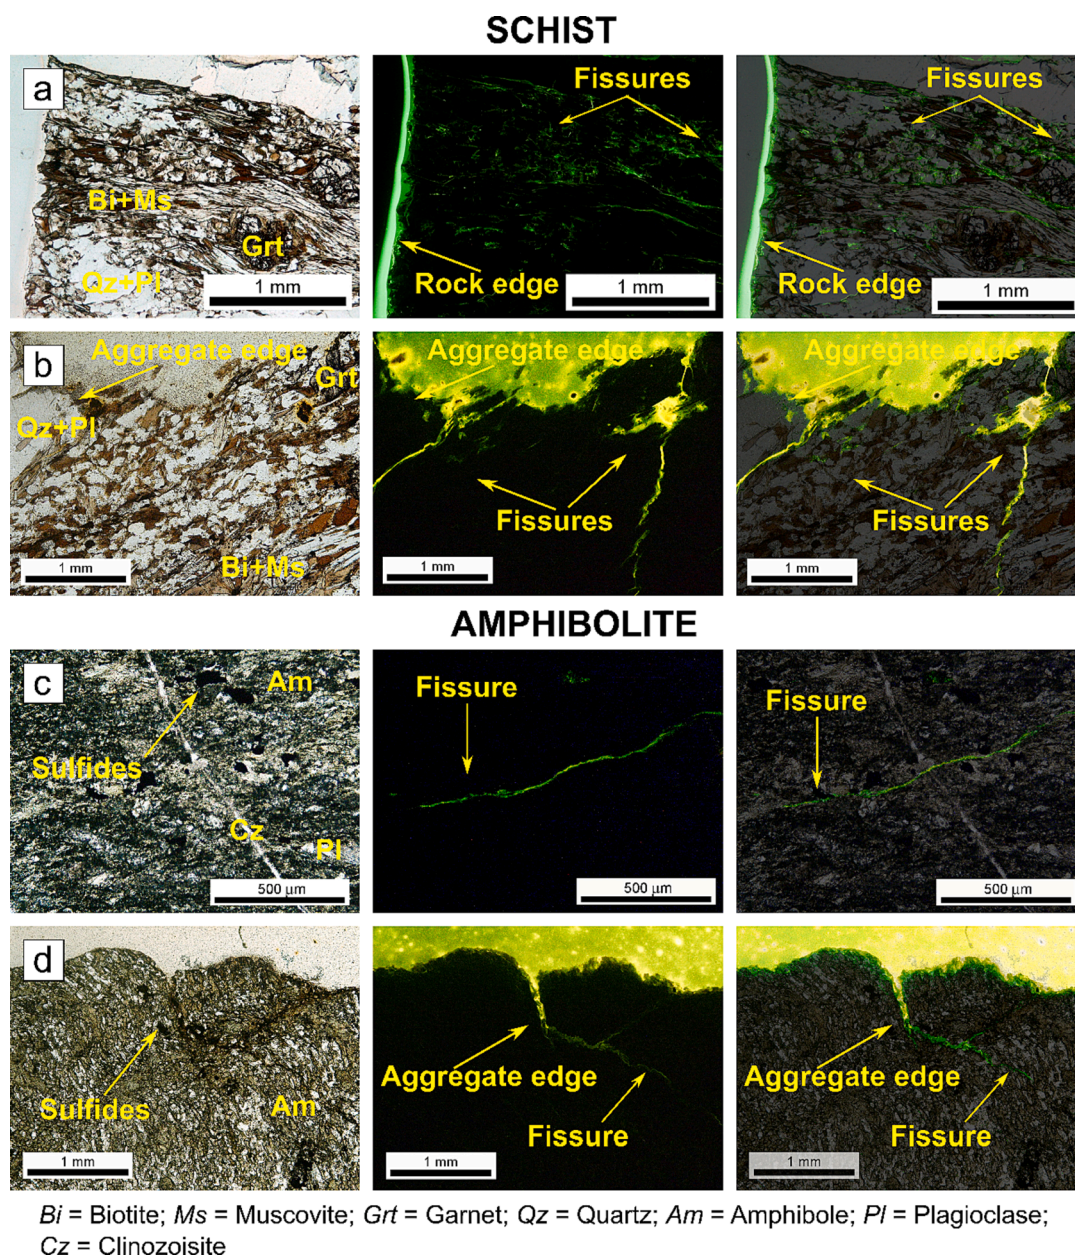 SCHIST
a
Bi+Ms
Grt
Qz+Pl
1 mm
Fissures
Rock edge
1 mm
Fissures
Rock edge
1 mm
b
Aggregate edge
Grt
Qz+Pl
Bi+Ms
1 mm
Aggregate edge
Fissures
1 mm
Aggregate edge
Fissures
1 mm
AMPHIBOLITE
c
Am
Sulfides
Cz
Pl
500 µm
Fissure
500 µm
Fissure
500 µm
d
Sulfides
Am
1 mm
Aggregate edge
Fissure
1 mm
Aggregate edge
Fissure
1 mm
Bi = Biotite; Ms = Muscovite; Grt = Garnet; Qz = Quartz; Am = Amphibole; Pl = Plagioclase;
Cz = Clinozoisite